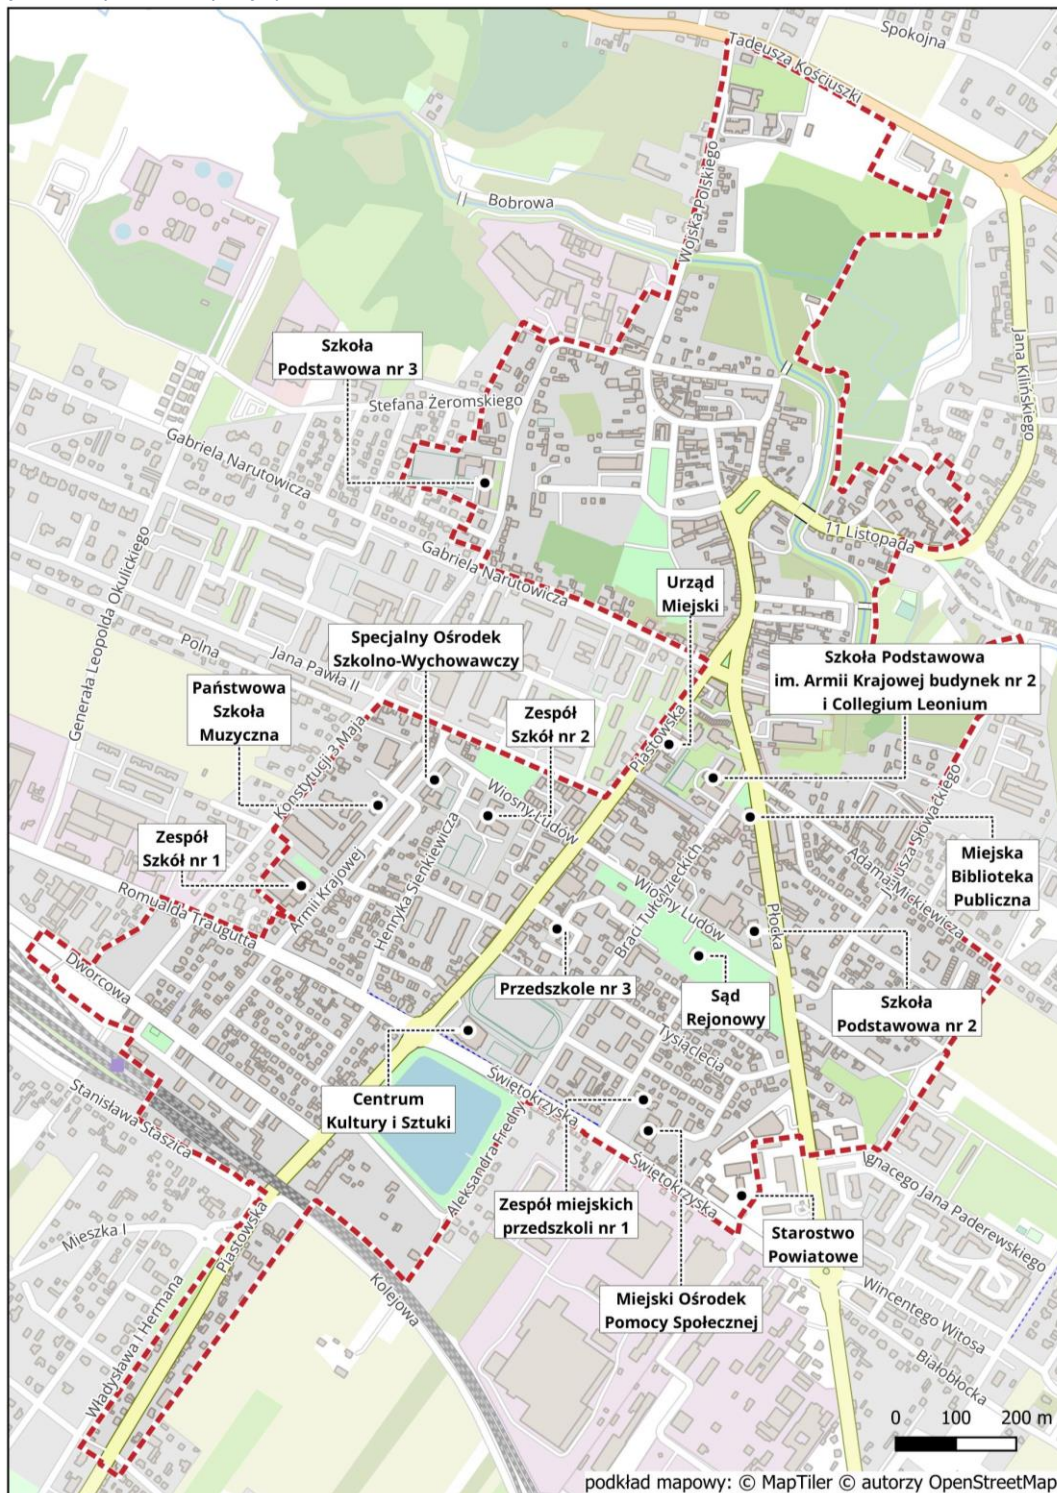 Spokojna
Tadeusza Kościuszki
Wojska Polskiego
Bobrowa
Jana Kilińskiego
Szkoła
Podstawowa nr 3
Stefana Żeromskiego
Gabriela Narutowicza
Generała Leopolda Okulickiego
11 Listopada
Gabriela Narutowicza
Urząd
Miejski
Polna
Jana Pawła II
Specjalny Ośrodek
Szkolno-Wychowawczy
Szkoła Podstawowa
im. Armii Krajowej budynek nr 2
i Collegium Leonium
Państwowa
Szkoła
Muzyczna
Zespół
Szkół nr 2
Piastowska
Konstytucji 3 Maja
Wiosny Ludów
Zespół
Szkół nr 1
Armii Krajowej
Henryka Sienkiewicza
Adama Mickiewicza
usza Słowackiego
Miejska
Biblioteka
Publiczna
Romualda Traugutta
Braci Tułodzieckich
Wiosny Ludów
Płocka
Dworcowa
Przedszkole nr 3
Sąd
Rejonowy
Szkoła
Podstawowa nr 2
Tysiąclecia
Stanisława Staszica
Centrum
Kultury i Sztuki
Świętokrzyska
Aleksandra Fredry
Świętokrzyska
Ignacego Jana Paderewskiego
Zespół miejskich
przedszkoli nr 1
Starostwo
Powiatowe
Mieszka I
Piastowska
Władysława I Hermana
Kolejowa
Miejski Ośrodek
Pomocy Społecznej
Wincentego Witosa
Białobłocka
0 100 200 m
podkład mapowy: © MapTiler © autorzy OpenStreetMap